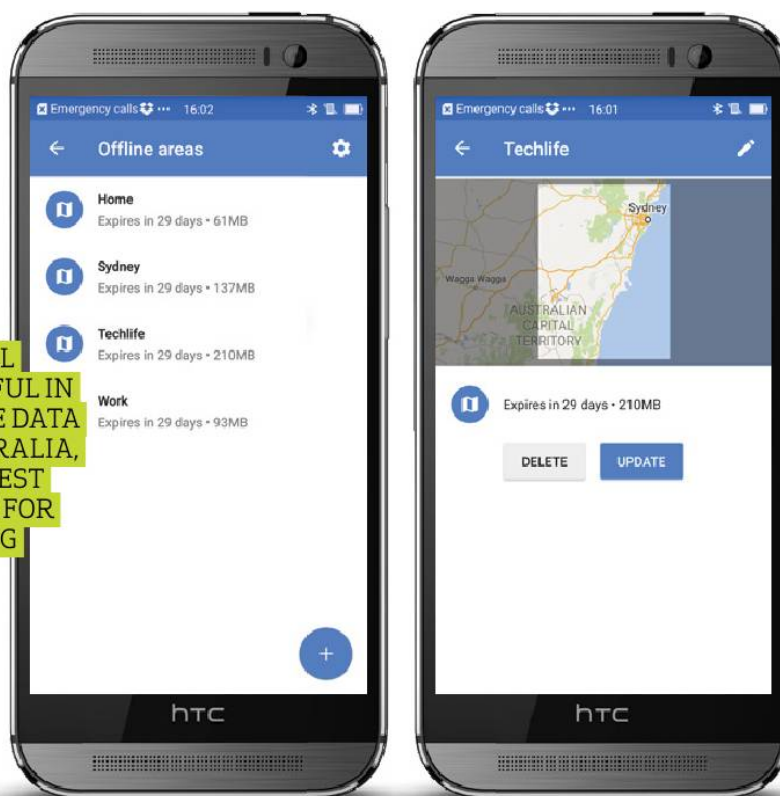 Emergency calls ··· 16:02
Offline areas
Home
Expires in 29 days • 61MB
Sydney
Expires in 29 days • 137MB
Techlife
Expires in 29 days • 210MB
Work
Expires in 29 days • 93MB
+
hTC
L
FUL IN
E DATA
RALIA,
EST
FOR
G
Emergency calls ··· 16:01
Techlife
Sydney
Wagga Wagga
AUSTRALIAN
CAPITAL
TERRITORY
Expires in 29 days • 210MB
DELETE
UPDATE
hTC